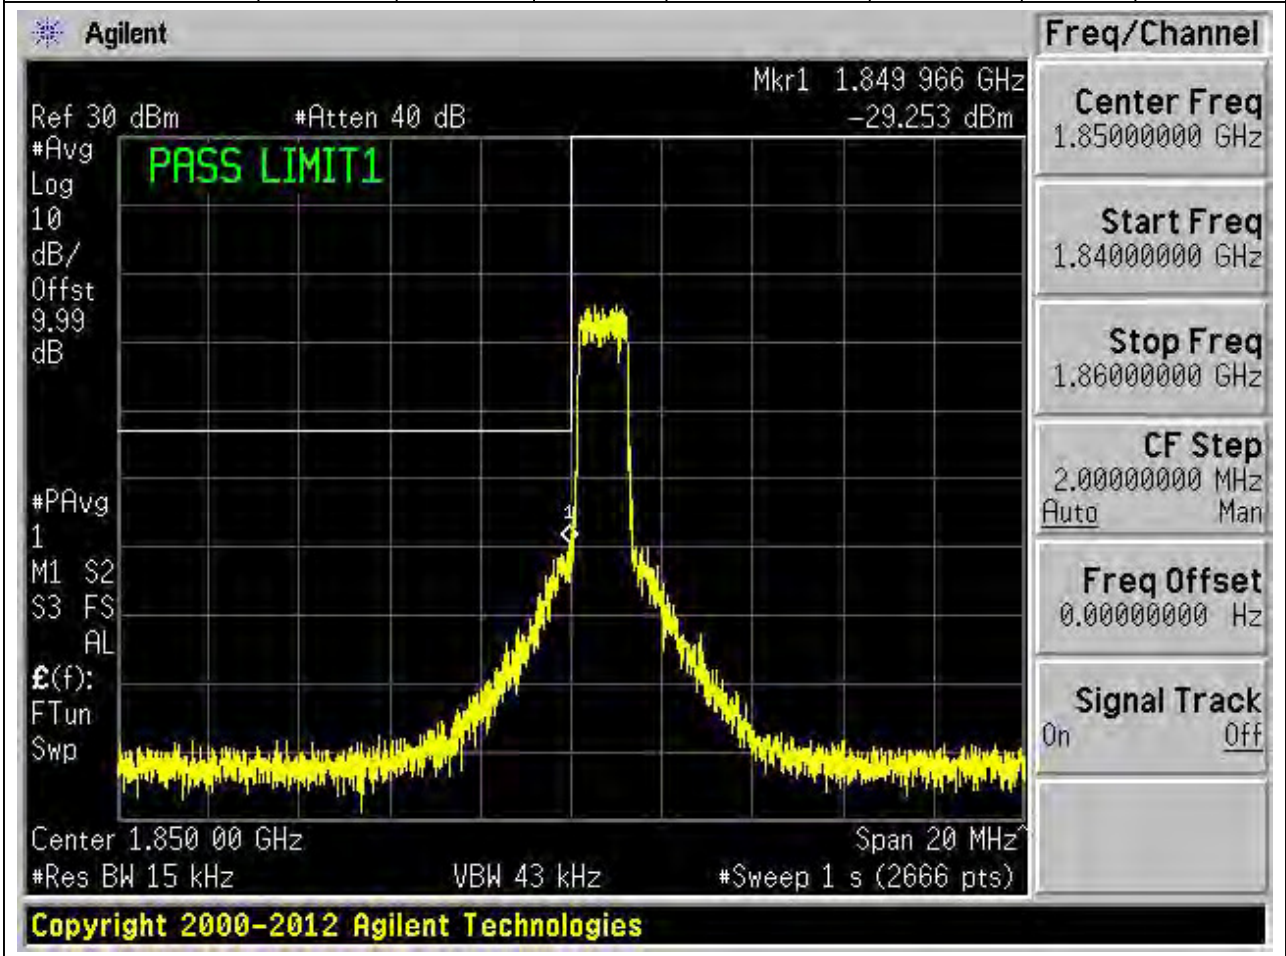 Agilent
Freq/Channel
Mkr1 1.849 966 GHz
Ref 30 dBm #Atten 40 dB -29.253 dBm
#Avg
Log
10
dB/
Offst
9.99
dB
PASS LIMIT1
#PAvg
1
M1 S2
S3 FS
AL
£(f):
FTun
Swp
1
Center 1.850 00 GHz Span 20 MHz^
#Res BW 15 kHz VBW 43 kHz #Sweep 1 s (2666 pts)
Copyright 2000-2012 Agilent Technologies
Center Freq
1.85000000 GHz
Start Freq
1.84000000 GHz
Stop Freq
1.86000000 GHz
CF Step
2.00000000 MHz
Auto Man
Freq Offset
0.00000000 Hz
Signal Track
On Off